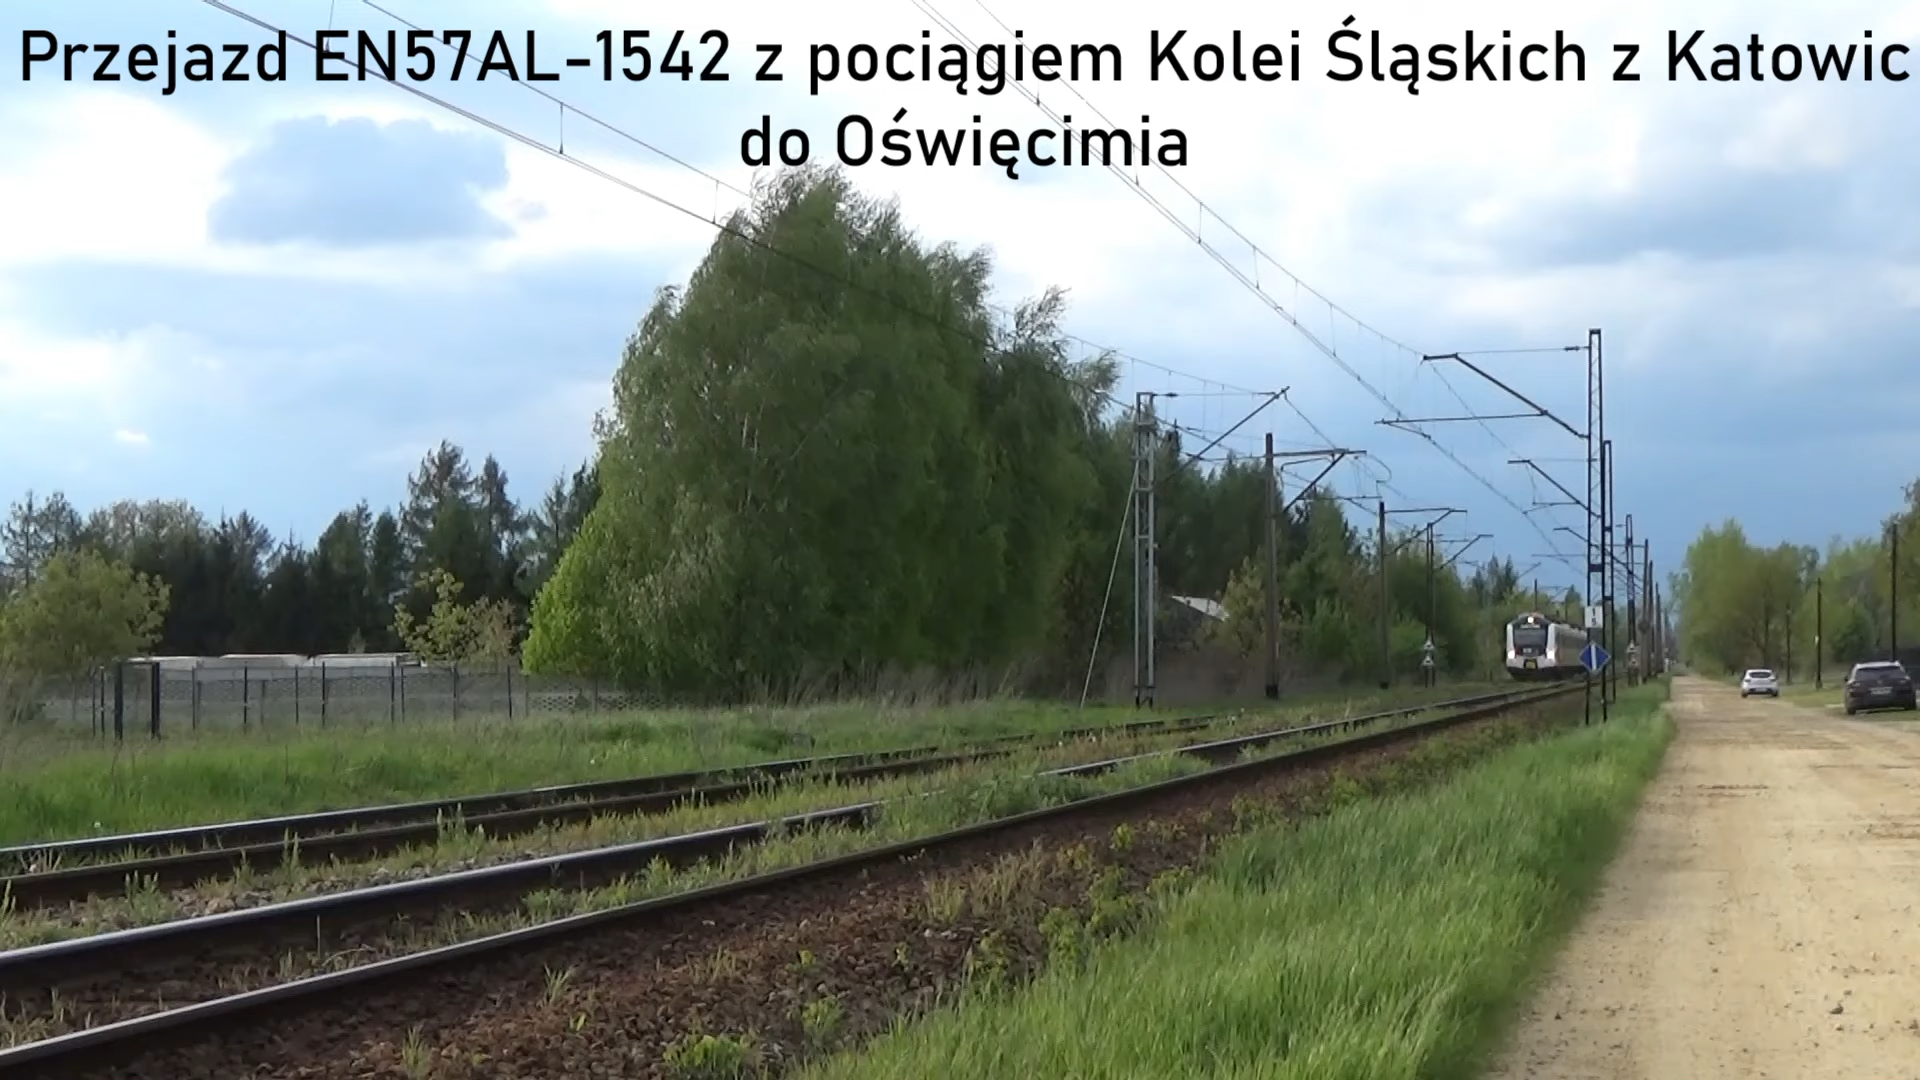 Przejazd EN57AL-1542 z pociągiem Kolei Śląskich z Katowic
do Oświęcimia